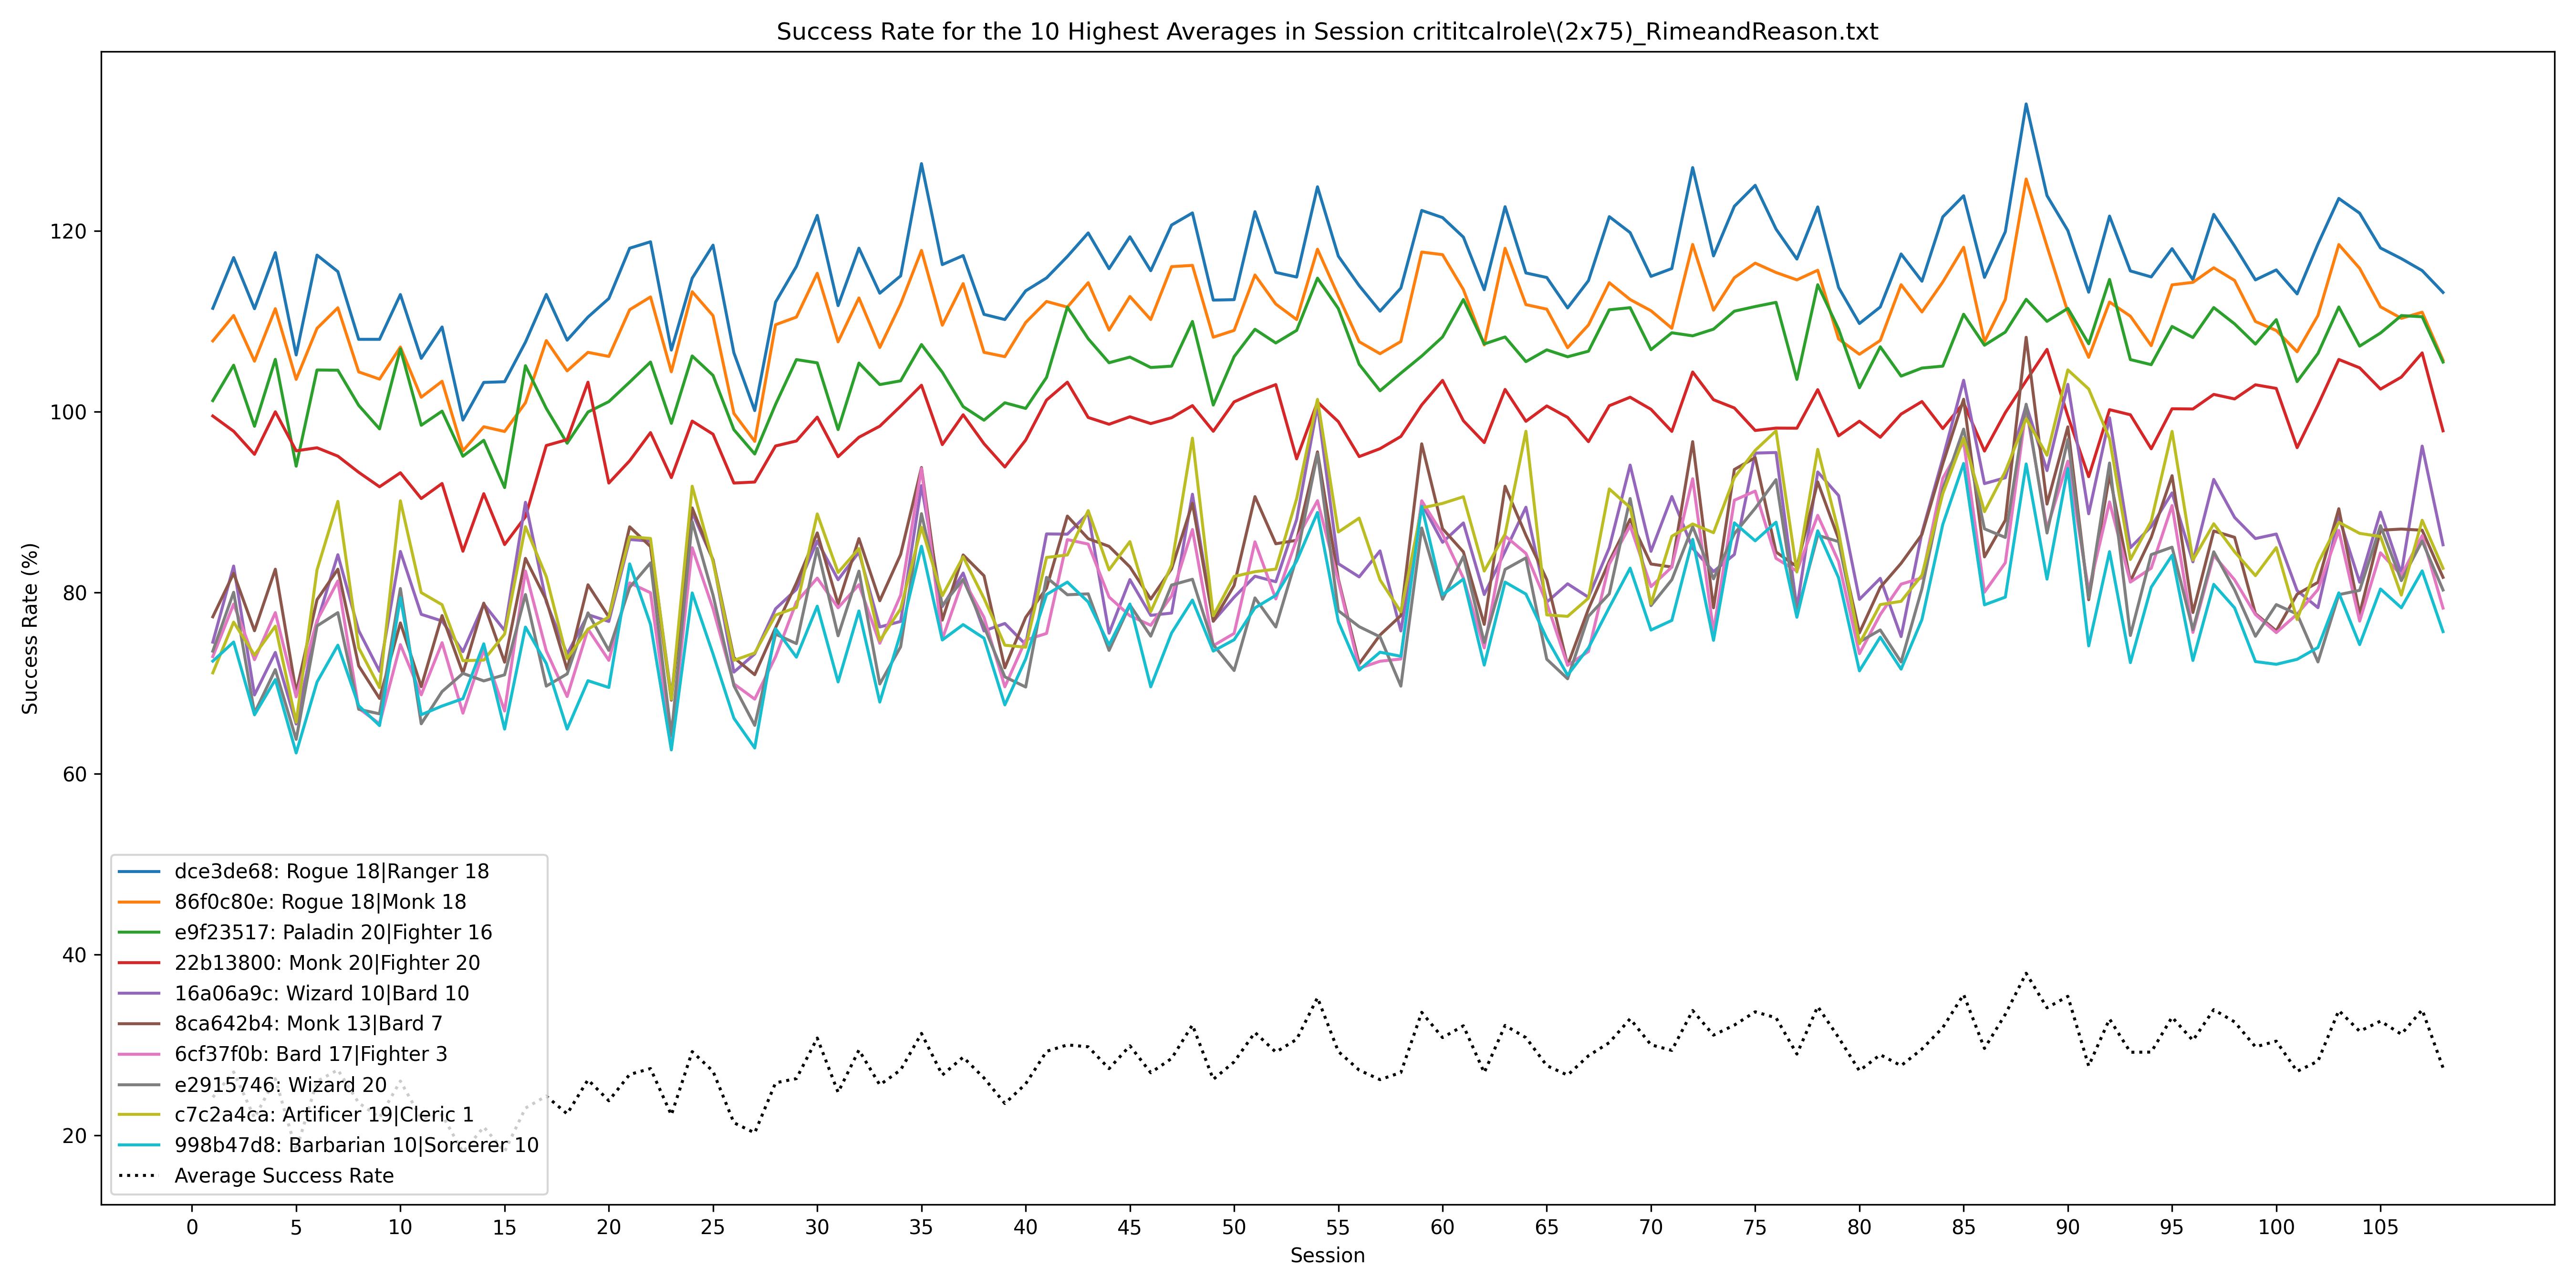 Success Rate for the 10 Highest Averages in Session crititcalrole\(2x75)_RimeandReason.txt
Success Rate (%)
120
100
80
60
40
20
dce3de68: Rogue 18|Ranger 18
86f0c80e: Rogue 18|Monk 18
e9f23517: Paladin 20|Fighter 16
22b13800: Monk 20|Fighter 20
16a06a9c: Wizard 10|Bard 10
8ca642b4: Monk 13|Bard 7
6cf37f0b: Bard 17|Fighter 3
e2915746: Wizard 20
c7c2a4ca: Artificer 19|Cleric 1
998b47d8: Barbarian 10|Sorcerer 10
Average Success Rate
0 5 10 15 20 25 30 35 40 45 50 55 60 65 70 75 80 85 90 95 100 105
Session